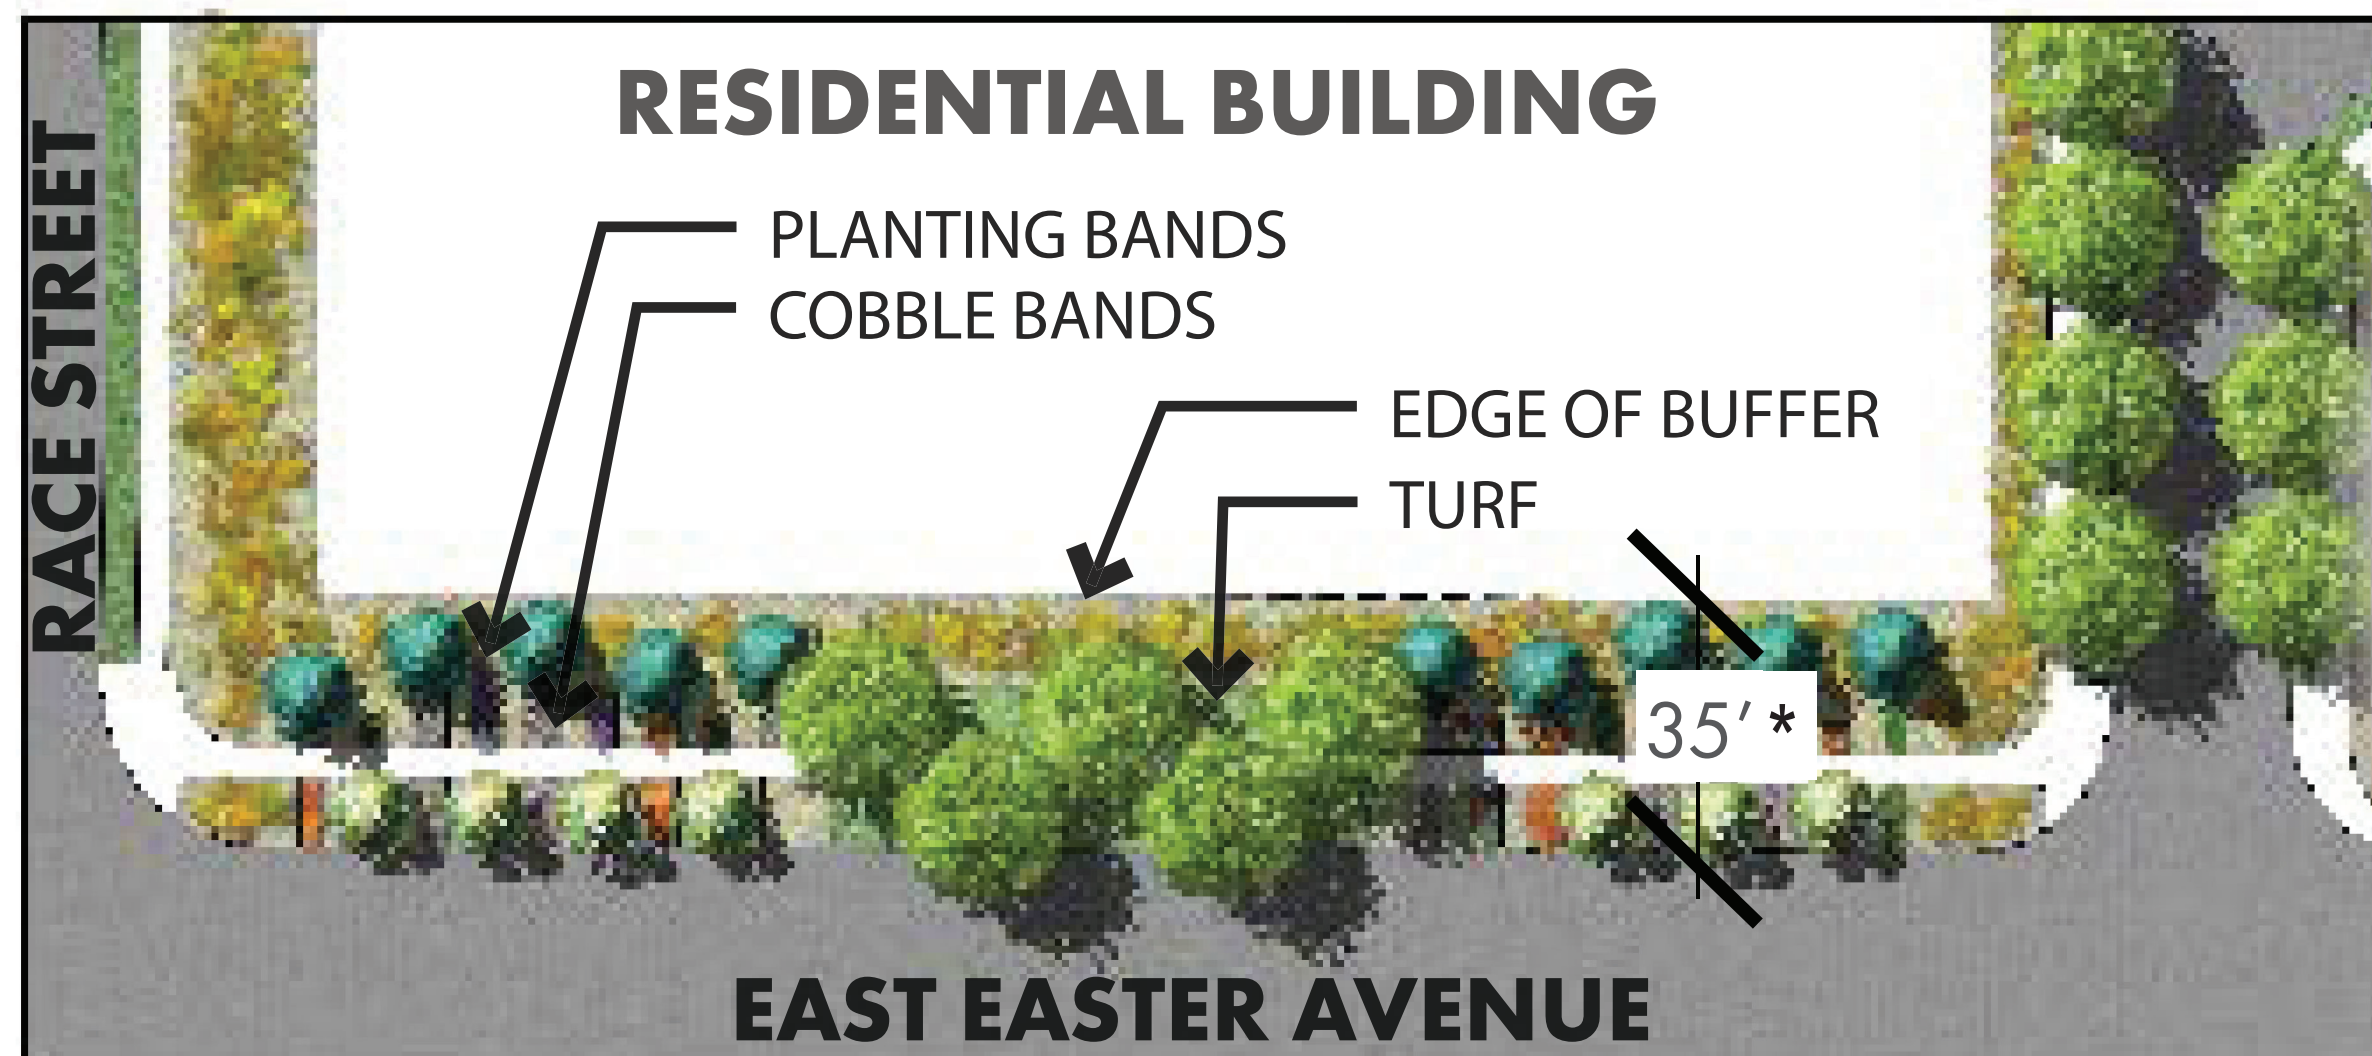 RESIDENTIAL BUILDING
PLANTING BANDS
COBBLE BANDS
EDGE OF BUFFER
TURF
RACE STREET
35' *
EAST EASTER AVENUE